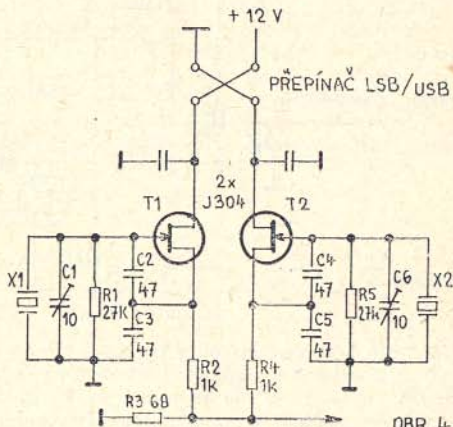 + 12 V
PŘEPÍNAČ LSB/USB
2x
J304
T1
T2
X1
C1
10
R1
27K
C2
47
C3
47
C4
47
C5
47
R5
27k
C6
10
X2
R2
1K
R4
1K
R3 68
OBR. 4